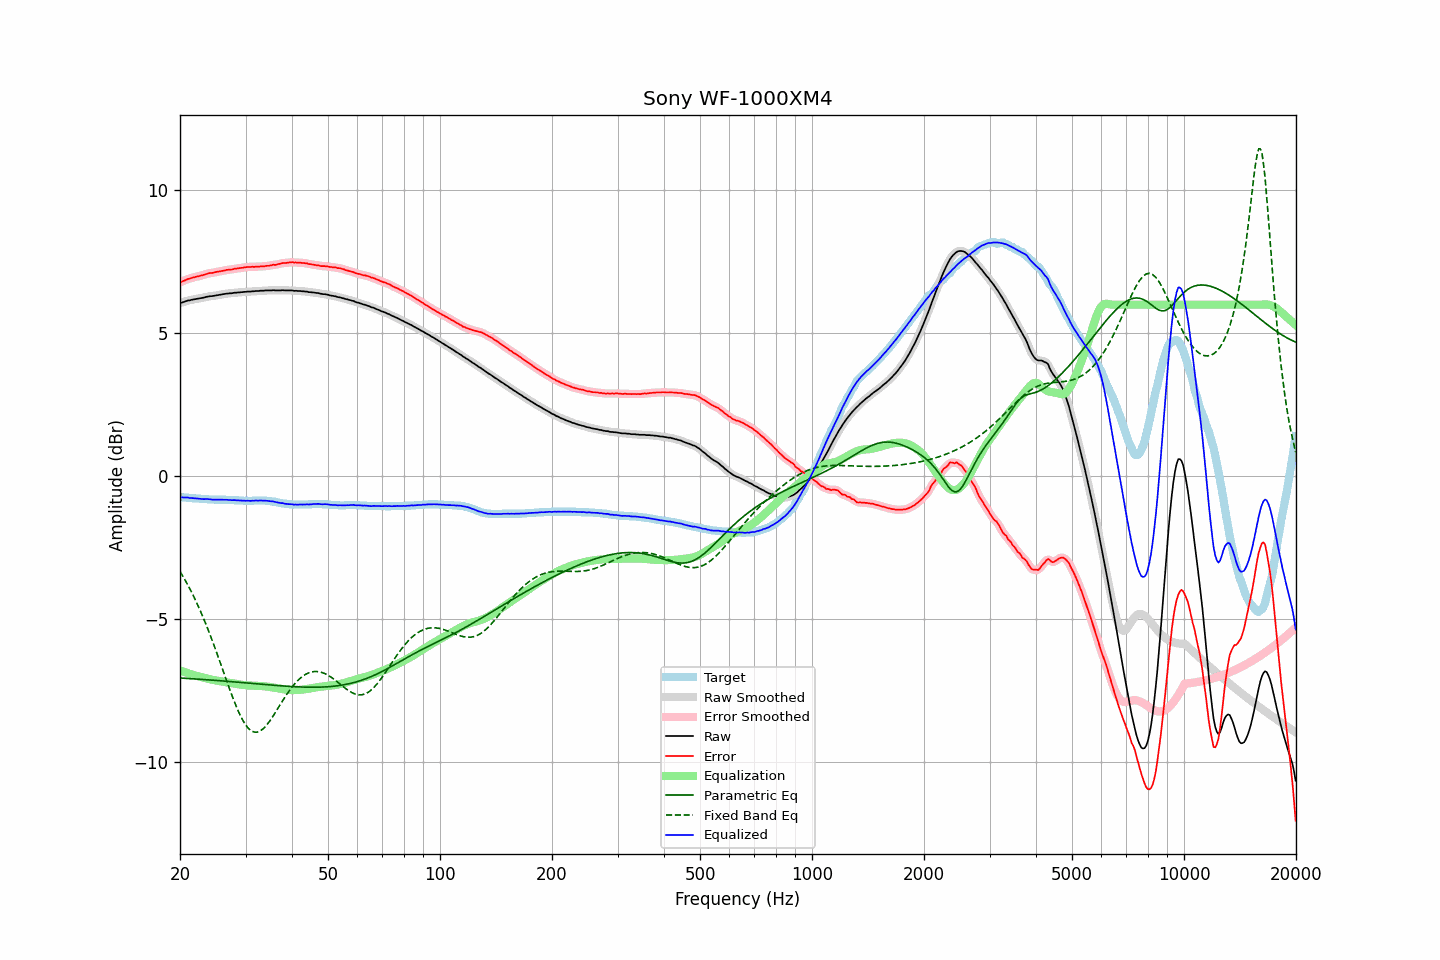 Sony WF-1000XM4
Amplitude (dBr)
10
5
0
−5
−10
Target
Raw Smoothed
Error Smoothed
Raw
Error
Equalization
Parametric Eq
Fixed Band Eq
Equalized
20
50
100
200
500
1000
2000
5000
10000
20000
Frequency (Hz)